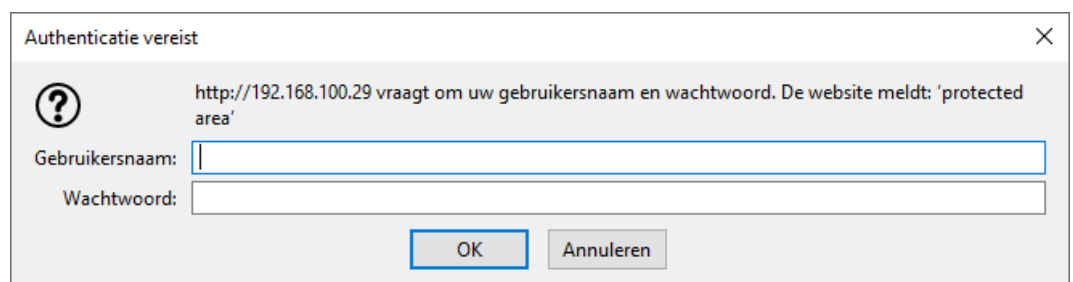 Authenticatie vereist
http://192.168.100.29 vraagt om uw gebruikersnaam en wachtwoord. De website meldt: ‘protected
area’
Gebruikersnaam:
Wachtwoord:
OK Annuleren